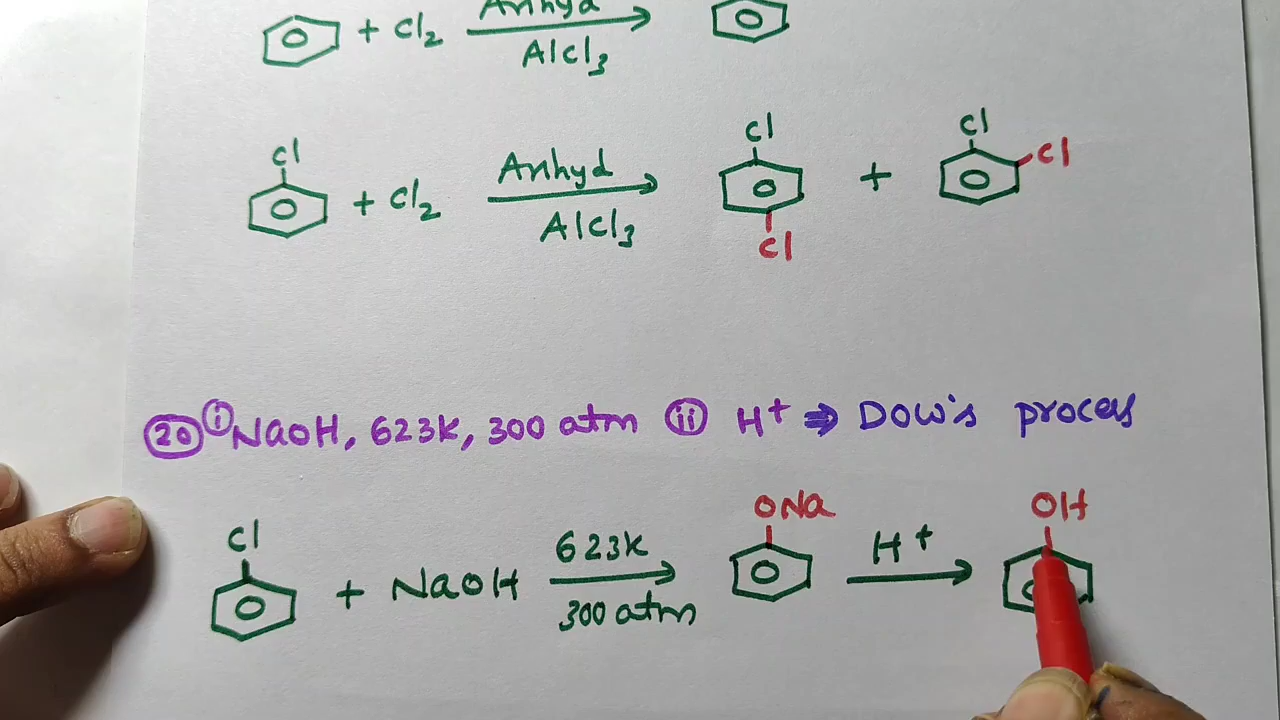 Anhyd
+ Cl2 AlCl3
Cl Cl Cl
Anhyd Cl
+ Cl2 AlCl3 +
Cl
20 i NaOH, 623K, 300 atm ii H+ ⇒ DOW's process
Cl ONa OH
623K H+
+ NaOH
300 atm